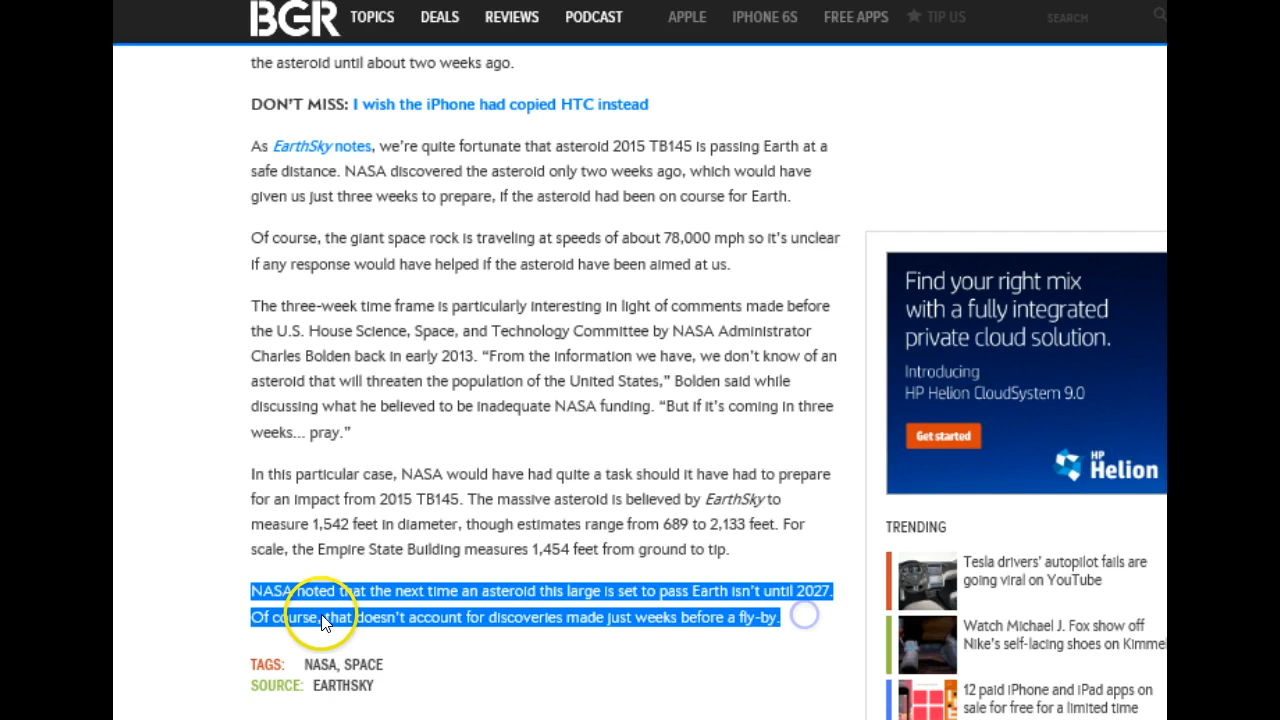 BGR TOPICS DEALS REVIEWS PODCAST APPLE IPHONE 6S FREE APPS TIP US SEARCH
the asteroid until about two weeks ago.
DON'T MISS: I wish the iPhone had copied HTC instead
As EarthSky notes, we're quite fortunate that asteroid 2015 TB145 is passing Earth at a
safe distance. NASA discovered the asteroid only two weeks ago, which would have
given us just three weeks to prepare, if the asteroid had been on course for Earth.
Of course, the giant space rock is traveling at speeds of about 78,000 mph so it's unclear
if any response would have helped if the asteroid have been aimed at us.
The three-week time frame is particularly interesting in light of comments made before
the U.S. House Science, Space, and Technology Committee by NASA Administrator
Charles Bolden back in early 2013. "From the information we have, we don't know of an
asteroid that will threaten the population of the United States," Bolden said while
discussing what he believed to be inadequate NASA funding. "But if it's coming in three
weeks... pray."
In this particular case, NASA would have had quite a task should it have had to prepare
for an impact from 2015 TB145. The massive asteroid is believed by EarthSky to
measure 1,542 feet in diameter, though estimates range from 689 to 2,133 feet. For
scale, the Empire State Building measures 1,454 feet from ground to tip.
NASA noted that the next time an asteroid this large is set to pass Earth isn't until 2027.
Of course, that doesn't account for discoveries made just weeks before a fly-by.
TAGS: NASA, SPACE
SOURCE: EARTHSKY
Find your right mix
with a fully integrated
private cloud solution.
Introducing
HP Helion CloudSystem 9.0
Get started
HP
Helion
TRENDING
Tesla drivers' autopilot fails are
going viral on YouTube
Watch Michael J. Fox show off
Nike's self-lacing shoes on Kimmel
12 paid iPhone and iPad apps on
sale for free for a limited time